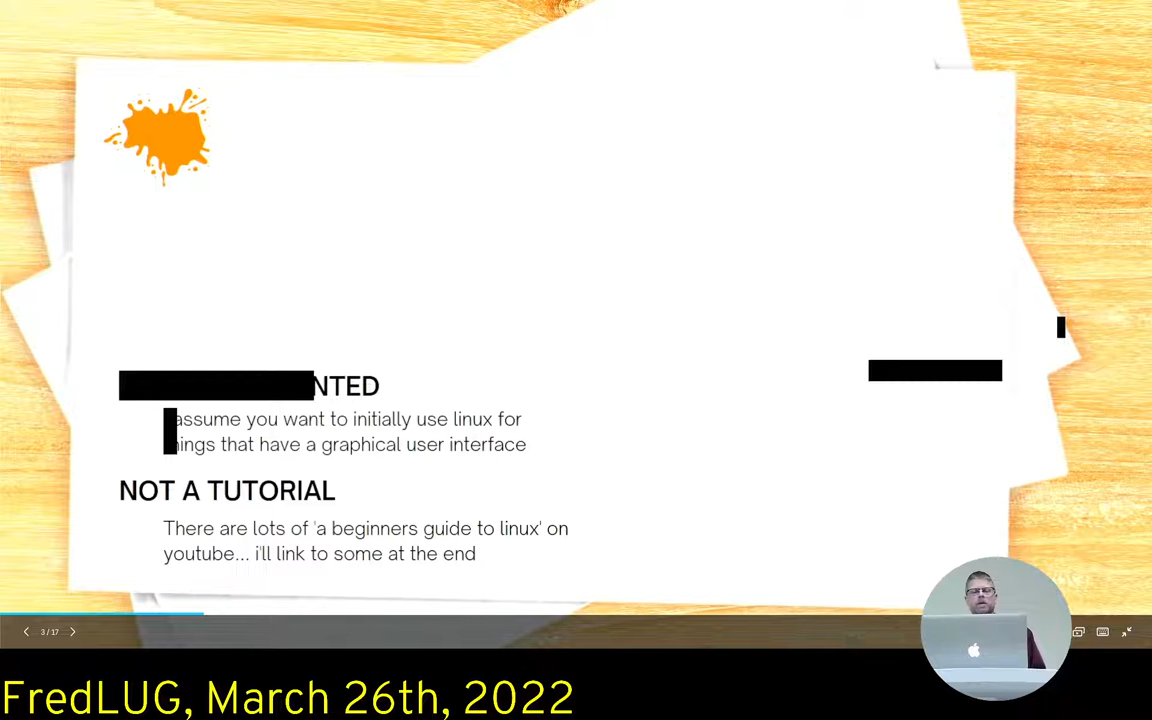 assume you want to initially use linux for
that have a graphical user interface
NOT A TUTORIAL
There are lots of 'a beginners guide to linux' on
youtube... i'll link to some at the end
3 / 17
FredLUG, March 26th, 2022